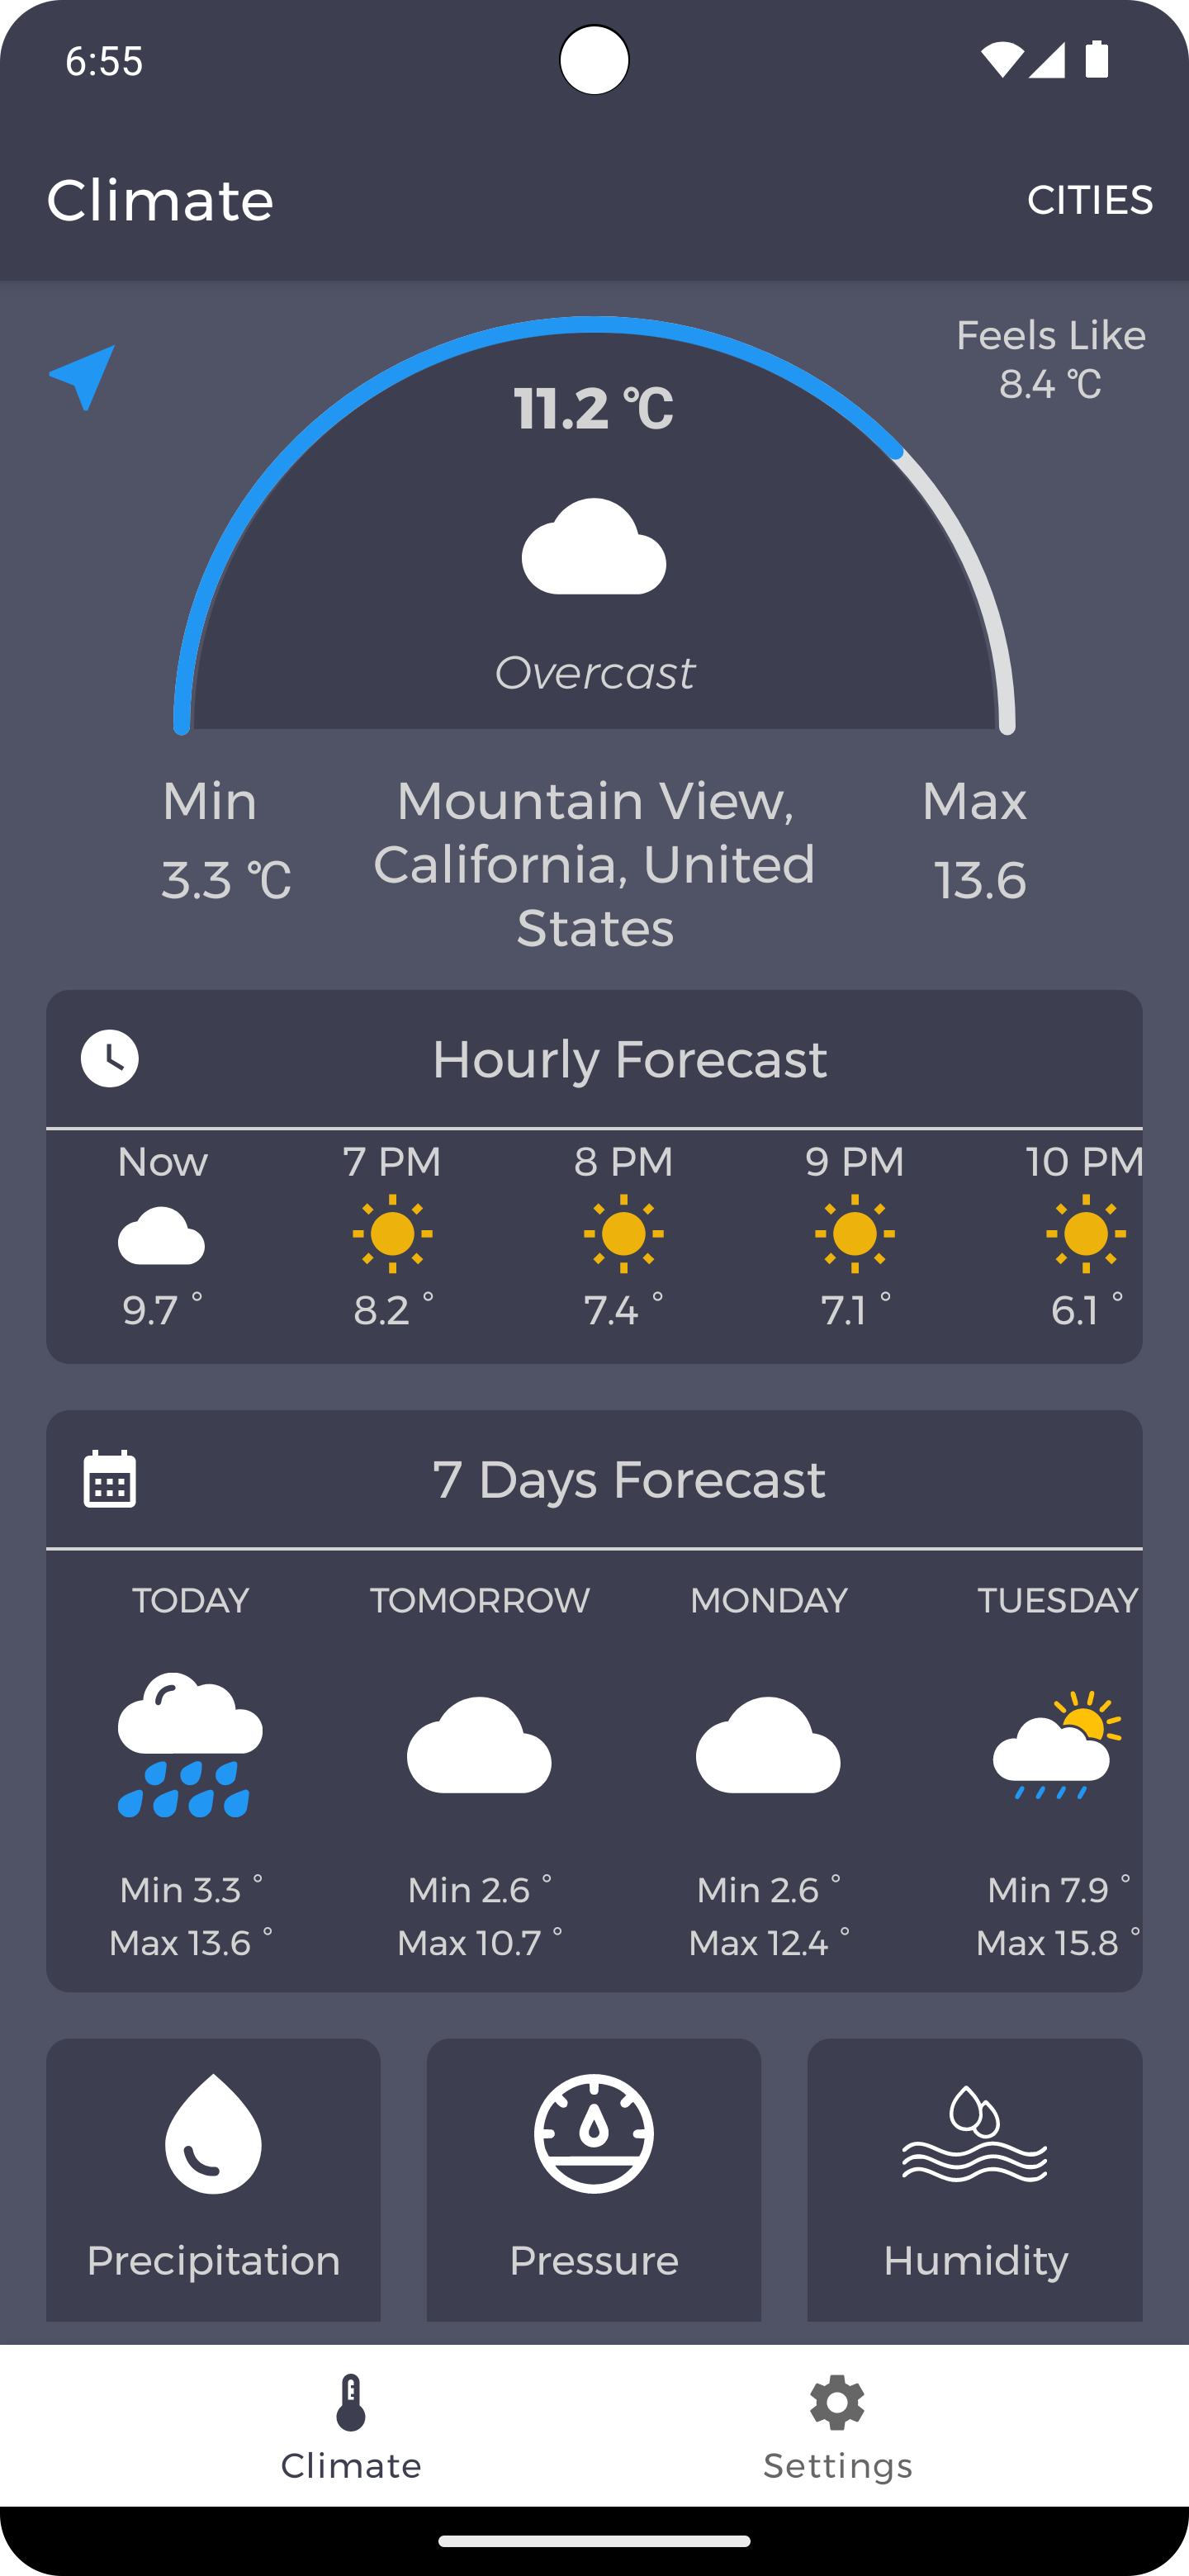 6:55
Climate
CITIES
Feels Like
8.4 °C
11.2 °C
Overcast
Min
3.3 °C
Mountain View,
California, United
States
Max
13.6
Hourly Forecast
Now 7 PM 8 PM 9 PM 10 PM
9.7 ° 8.2 ° 7.4 ° 7.1 ° 6.1 °
7 Days Forecast
TODAY TOMORROW MONDAY TUESDAY
Min 3.3 ° Min 2.6 ° Min 2.6 ° Min 7.9 °
Max 13.6 ° Max 10.7 ° Max 12.4 ° Max 15.8 °
Precipitation Pressure Humidity
Climate Settings